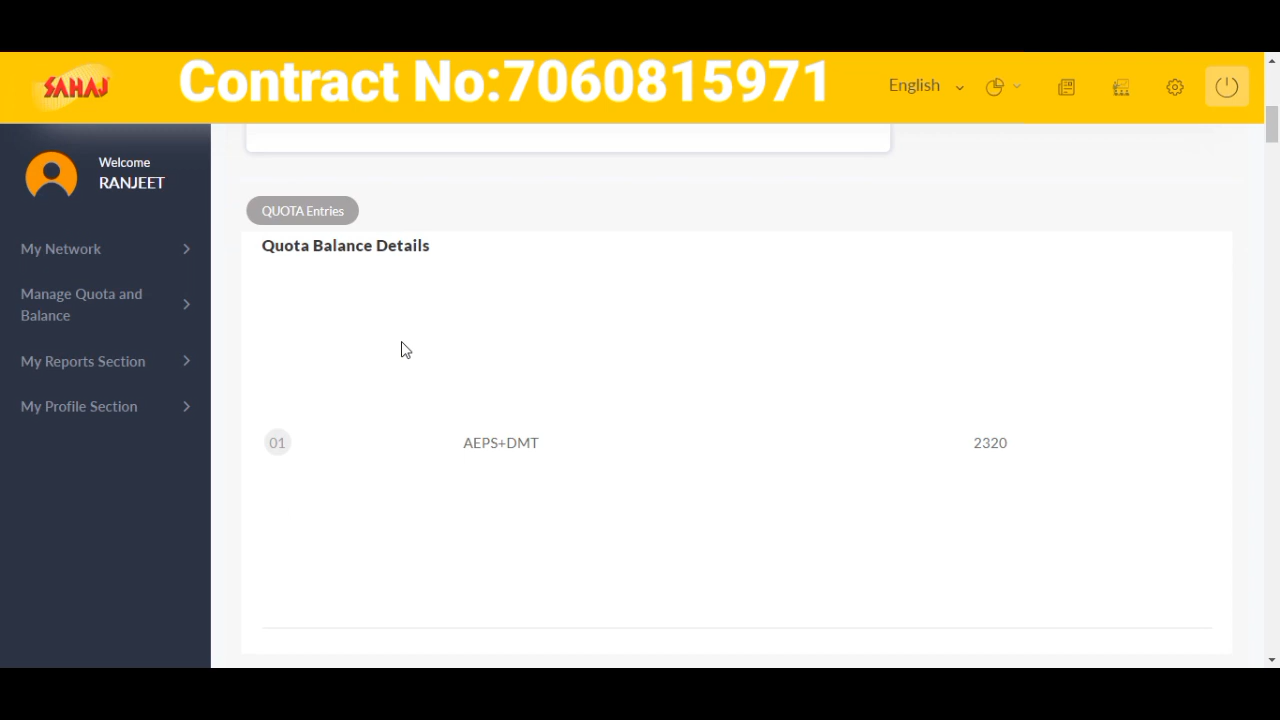 SAHAJ
Contract No:7060815971
English
Welcome
RANJEET
My Network
Manage Quota and
Balance
My Reports Section
My Profile Section
QUOTA Entries
Quota Balance Details
01 AEPS+DMT 2320